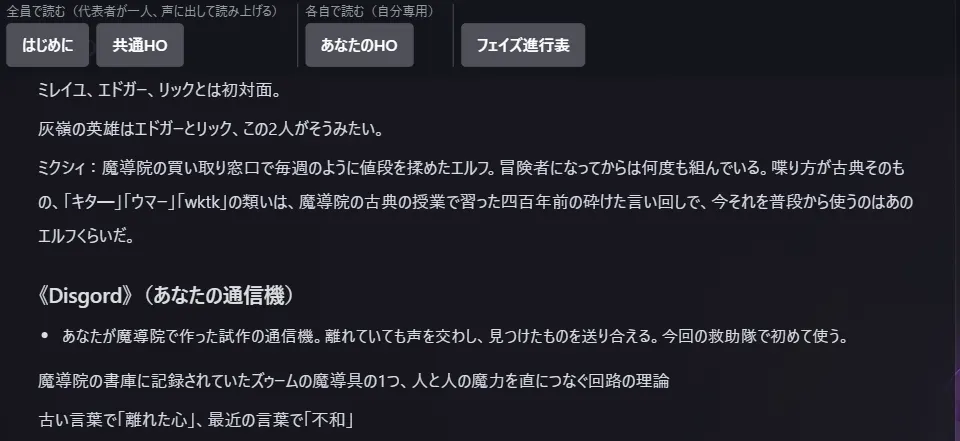 全員で読む（代表者が一人、声に出して読み上げる）
各自で読む（自分専用）
はじめに
共通HO
あなたのHO
フェイズ進行表
ミレイユ、エドガー、リックとは初対面。
灰嶺の英雄はエドガーとリック、この2人がそうみたい。
ミクシィ：魔導院の買い取り窓口で毎週のように値段を揉めたエルフ。冒険者になってからは何度も組んでいる。喋り方が古典そのも
の、「キタ━」「ウマー」「wktk」の類いは、魔導院の古典の授業で習った四百年前の砕けた言い回しで、今それを普段から使うのはあの
エルフくらいだ。
《Disgord》（あなたの通信機）
• あなたが魔導院で作った試作の通信機。離れていても声を交わし、見つけたものを送り合える。今回の救助隊で初めて使う。
魔導院の書庫に記録されていたズゥームの魔導具の1つ、人と人の魔力を直につなぐ回路の理論
古い言葉で「離れた心」、最近の言葉で「不和」